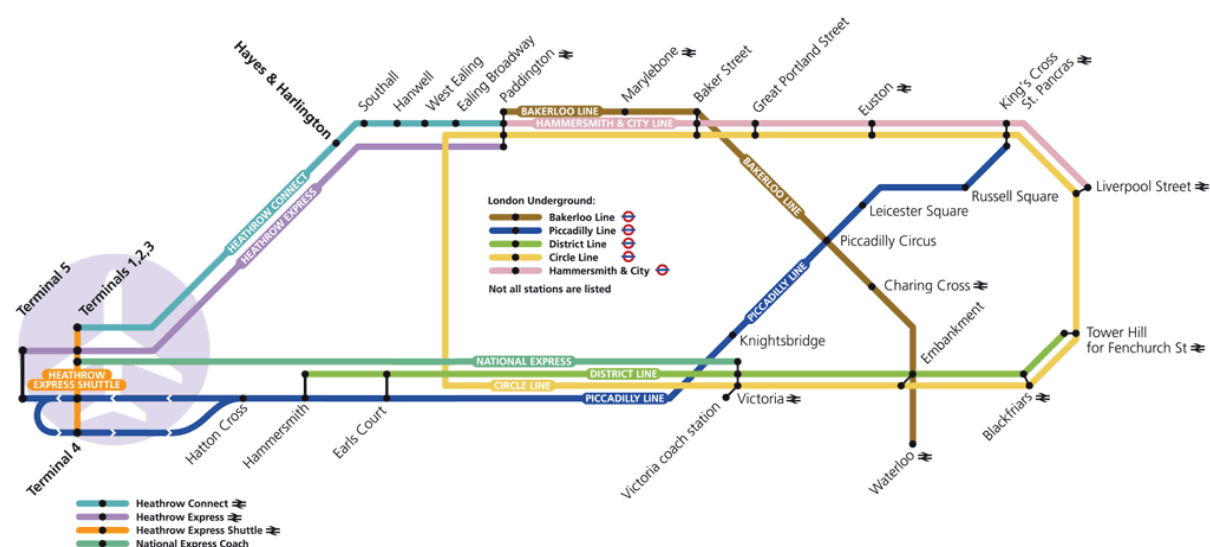 Hayes & Harlington
Southall
Hanwell
West Ealing
Ealing Broadway
Paddington
Marylebone
Baker Street
Great Portland Street
Euston
King's Cross
St. Pancras
BAKERLOO LINE
HAMMERSMITH & CITY LINE
BAKERLOO LINE
HEATHROW CONNECT
HEATHROW EXPRESS
London Underground:
Bakerloo Line
Piccadilly Line
District Line
Circle Line
Hammersmith & City
Not all stations are listed
Liverpool Street
Russell Square
Leicester Square
Piccadilly Circus
PICCADILLY LINE
Charing Cross
Knightsbridge
Embankment
Tower Hill
for Fenchurch St
Terminal 5
Terminals 1,2,3
HEATHROW
EXPRESS SHUTTLE
NATIONAL EXPRESS
DISTRICT LINE
CIRCLE LINE
PICCADILLY LINE
Terminal 4
Hatton Cross
Hammersmith
Earls Court
Victoria coach station
Victoria
Waterloo
Blackfriars
Heathrow Connect
Heathrow Express
Heathrow Express Shuttle
National Express Coach